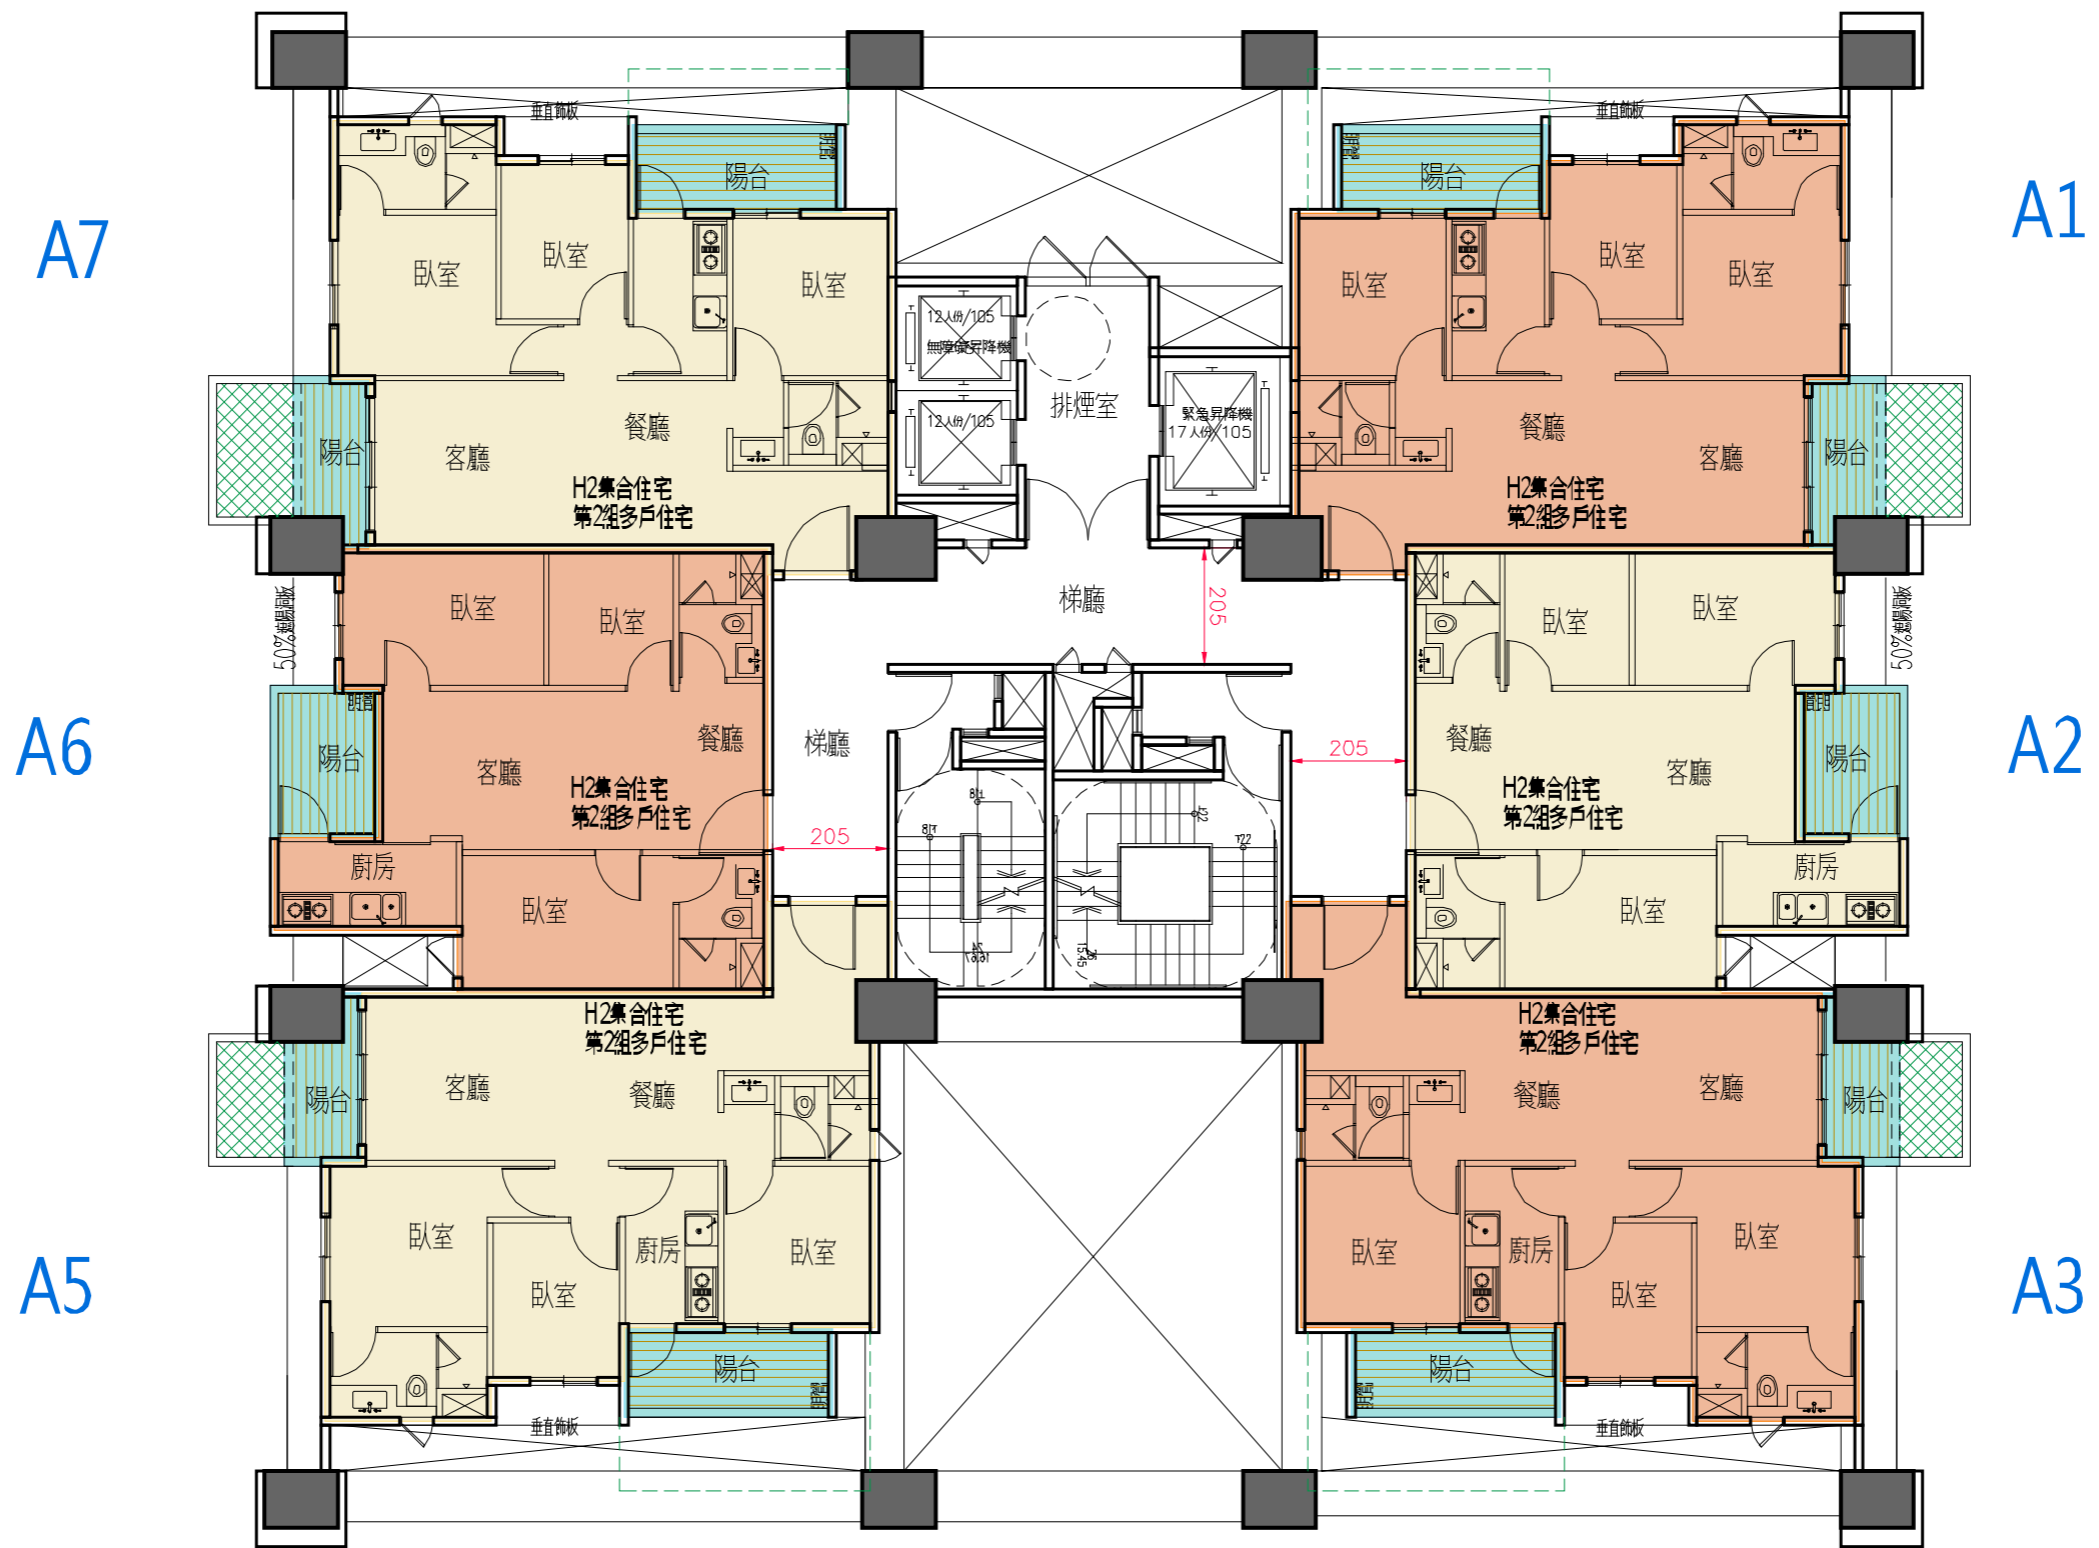 垂直飾板
垂直飾板
陽台
陽台
A7
A1
臥室
臥室
臥室
臥室
臥室
臥室
12人份/105
無障礙昇降機
12人份/105
排煙室
緊急昇降機
17人份/105
陽台
客廳
餐廳
餐廳
客廳
陽台
H2集合住宅
第2組多戶住宅
H2集合住宅
第2組多戶住宅
50%遮陽洞板
臥室
臥室
梯廳
205
臥室
臥室
50%遮陽洞板
A6
陽台
客廳
餐廳
梯廳
205
餐廳
客廳
陽台
A2
H2集合住宅
第2組多戶住宅
H2集合住宅
第2組多戶住宅
205
廚房
臥室
臥室
廚房
H2集合住宅
第2組多戶住宅
H2集合住宅
第2組多戶住宅
陽台
客廳
餐廳
餐廳
客廳
陽台
A5
臥室
臥室
廚房
臥室
臥室
廚房
臥室
臥室
A3
陽台
陽台
垂直飾板
垂直飾板